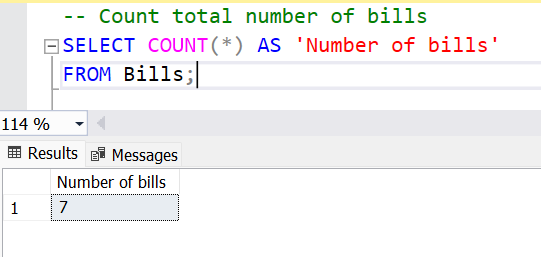 -- Count total number of bills
SELECT COUNT(*) AS 'Number of bills'
FROM Bills;
114 %
Results Messages
Number of bills
1 7